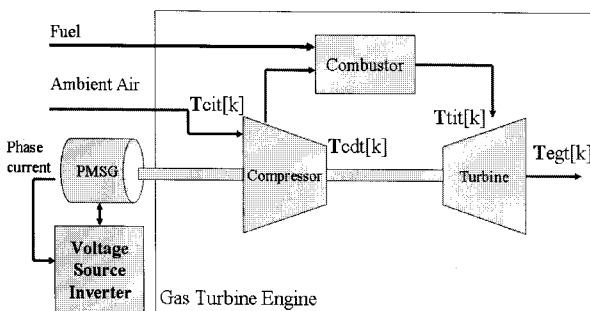 Fuel
Ambient Air
Combustor
Tcit[k]
Ttit[k]
Tcdt[k]
Tegt[k]
Phase
current
PMSG
Compressor
Turbine
Voltage
Source
Inverter
Gas Turbine Engine